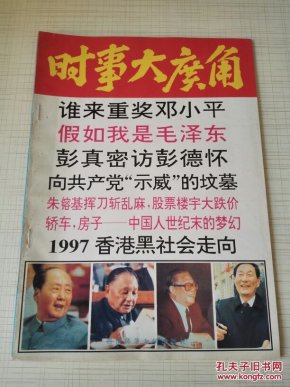 时事大广角
谁来重奖邓小平
假如我是毛泽东
彭真密访彭德怀
向共产党“示威”的坟墓
朱镕基挥刀斩乱麻,股票楼宇大跌价
轿车,房子——中国人世纪末的梦幻
1997 香港黑社会走向
孔夫子旧书网